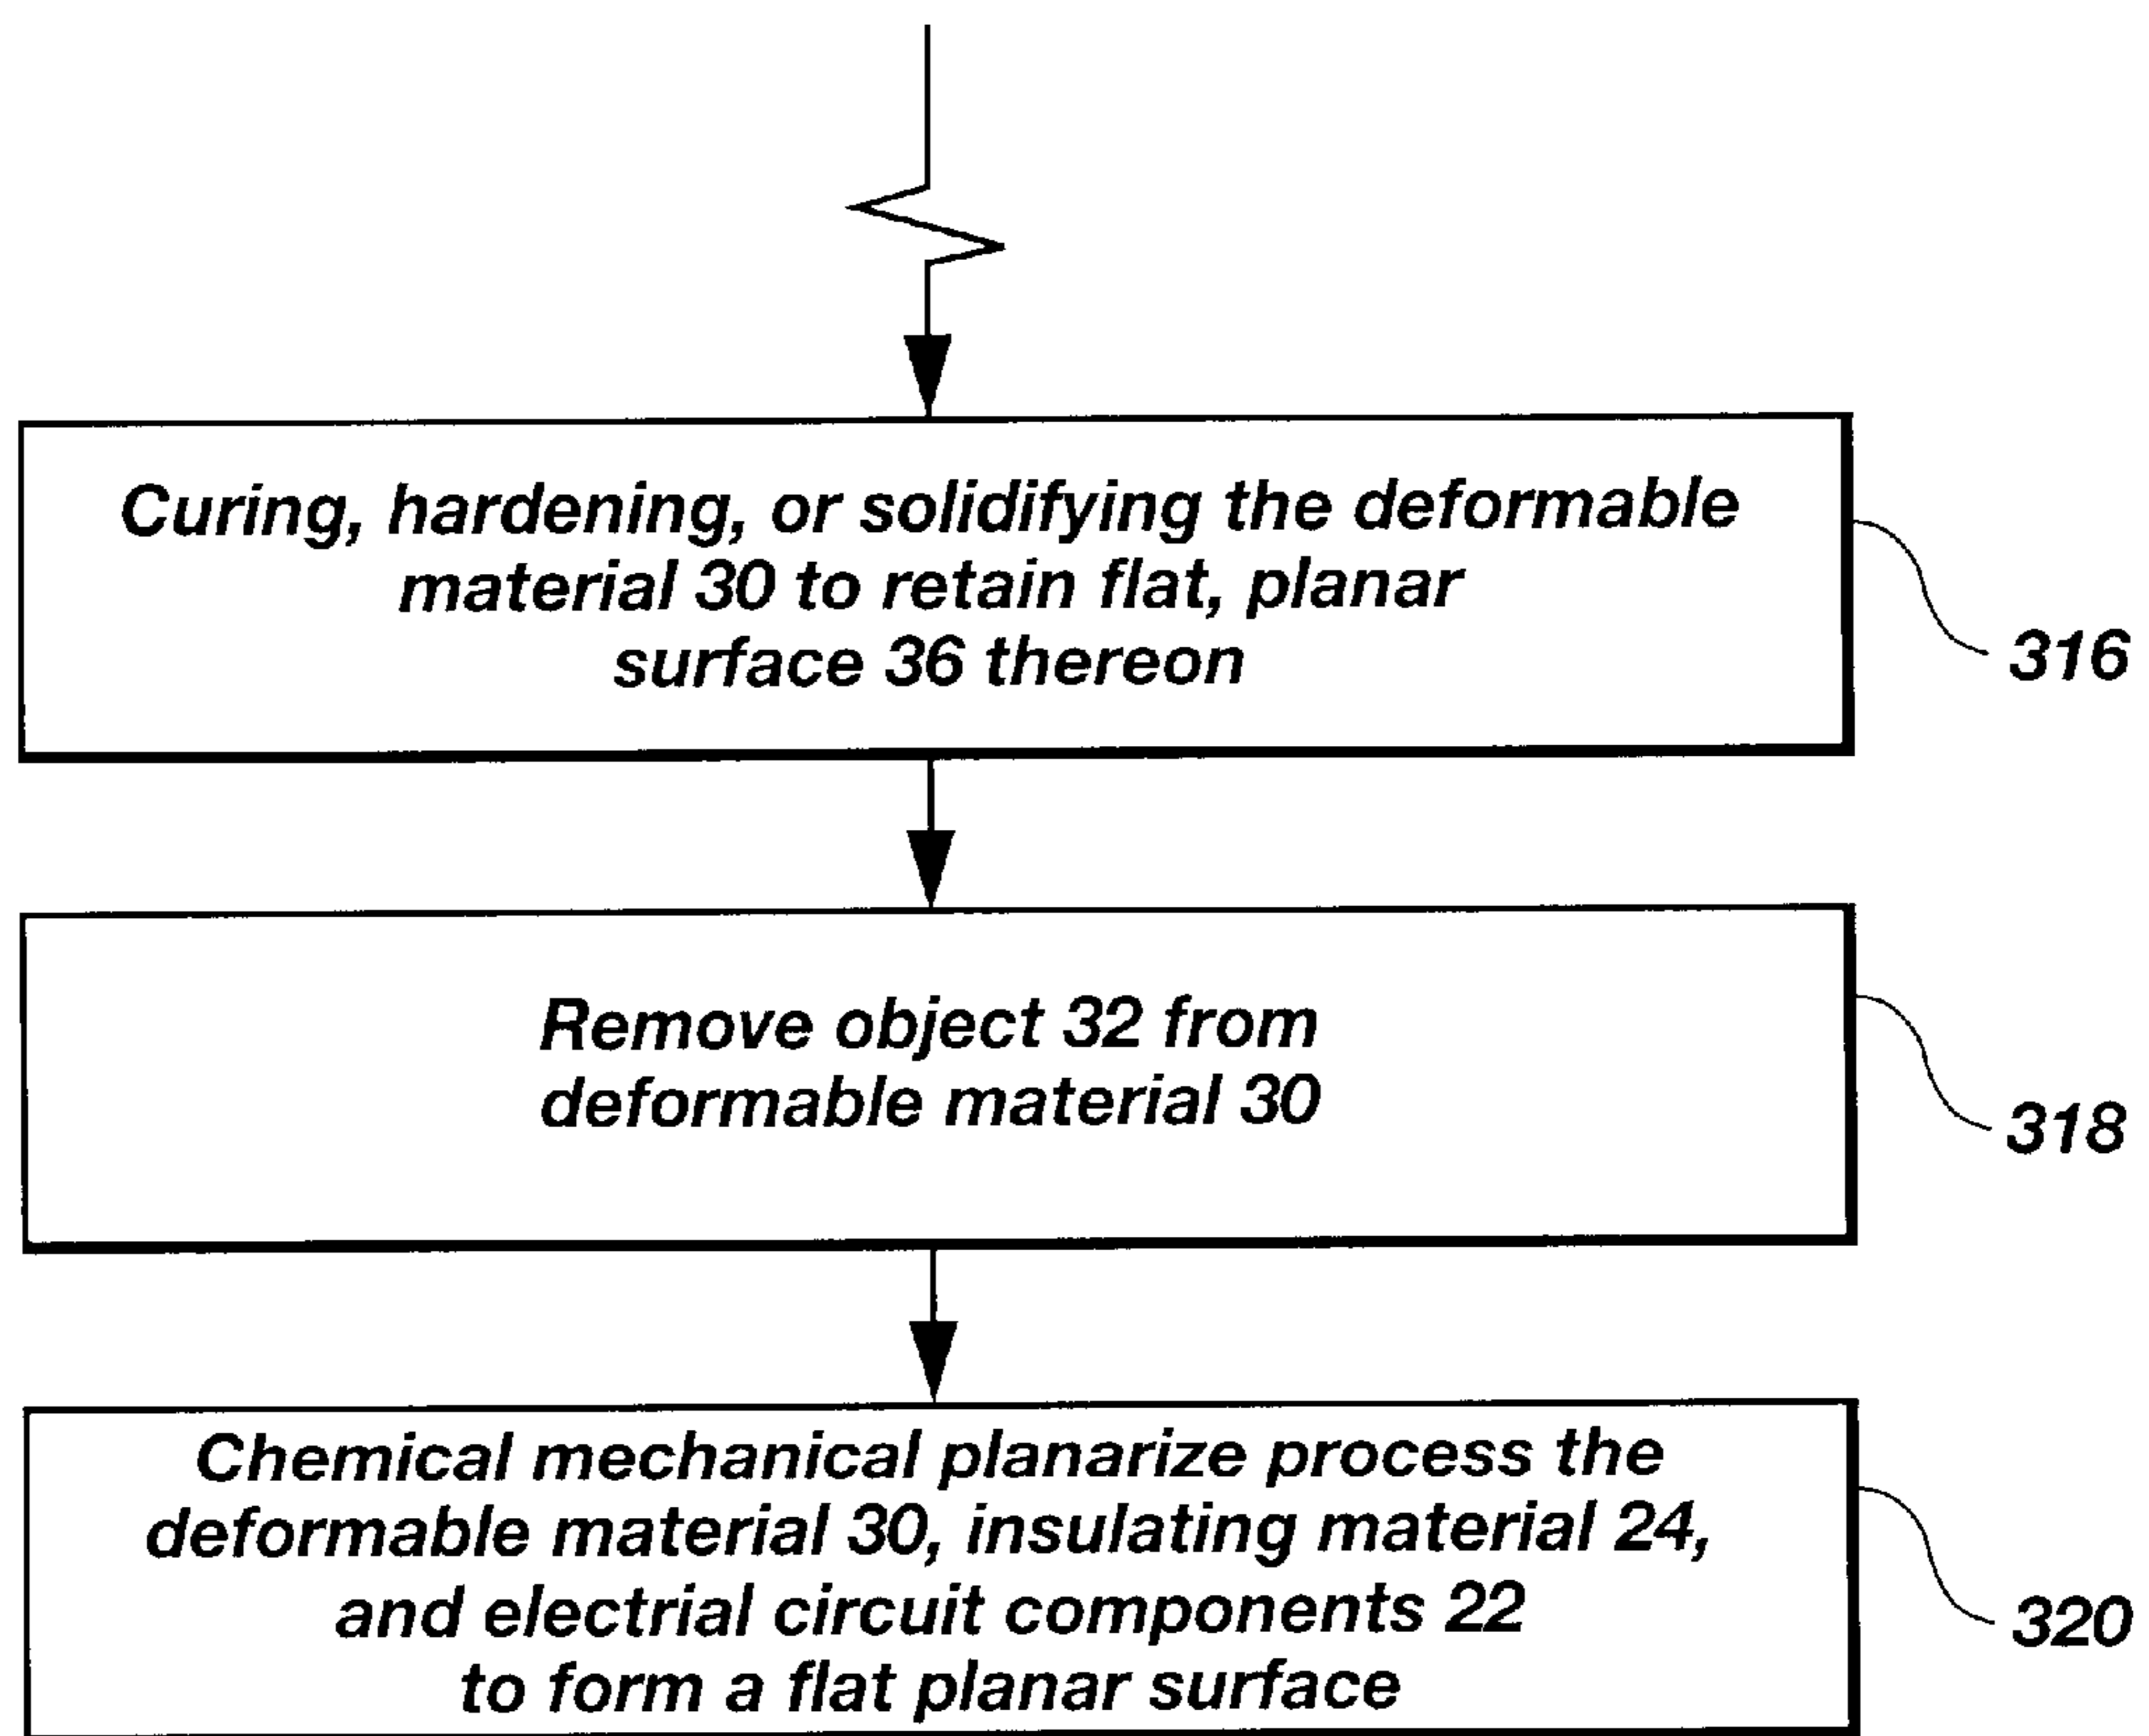 Curing, hardening, or solidifying the deformable
material 30 to retain flat, planar
surface 36 thereon
316
Remove object 32 from
deformable material 30
318
Chemical mechanical planarize process the
deformable material 30, insulating material 24,
and electrial circuit components 22
to form a flat planar surface
320